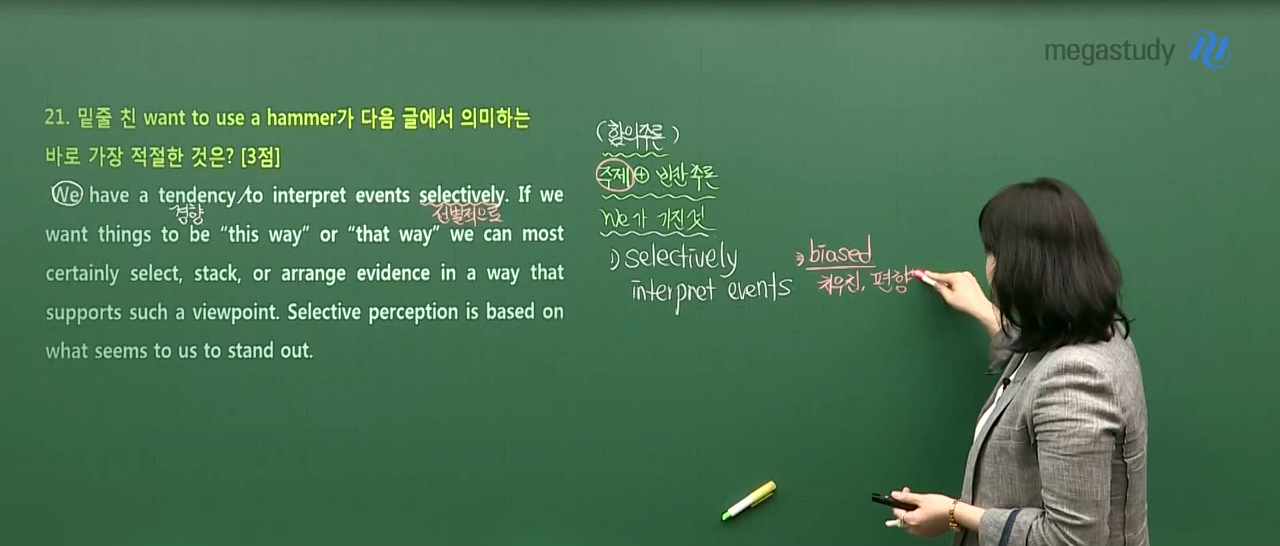 megastudy
21. 밑줄 친 want to use a hammer가 다음 글에서 의미하는
바로 가장 적절한 것은? [3점]
We have a tendency/to interpret events selectively. If we
경향 선별적으로
want things to be “this way” or “that way” we can most
certainly select, stack, or arrange evidence in a way that
supports such a viewpoint. Selective perception is based on
what seems to us to stand out.
(함의추론)
주제 ⊕ 빈칸추론
We가 가진것
1) selectively
interpret events
biased
치우진, 편향